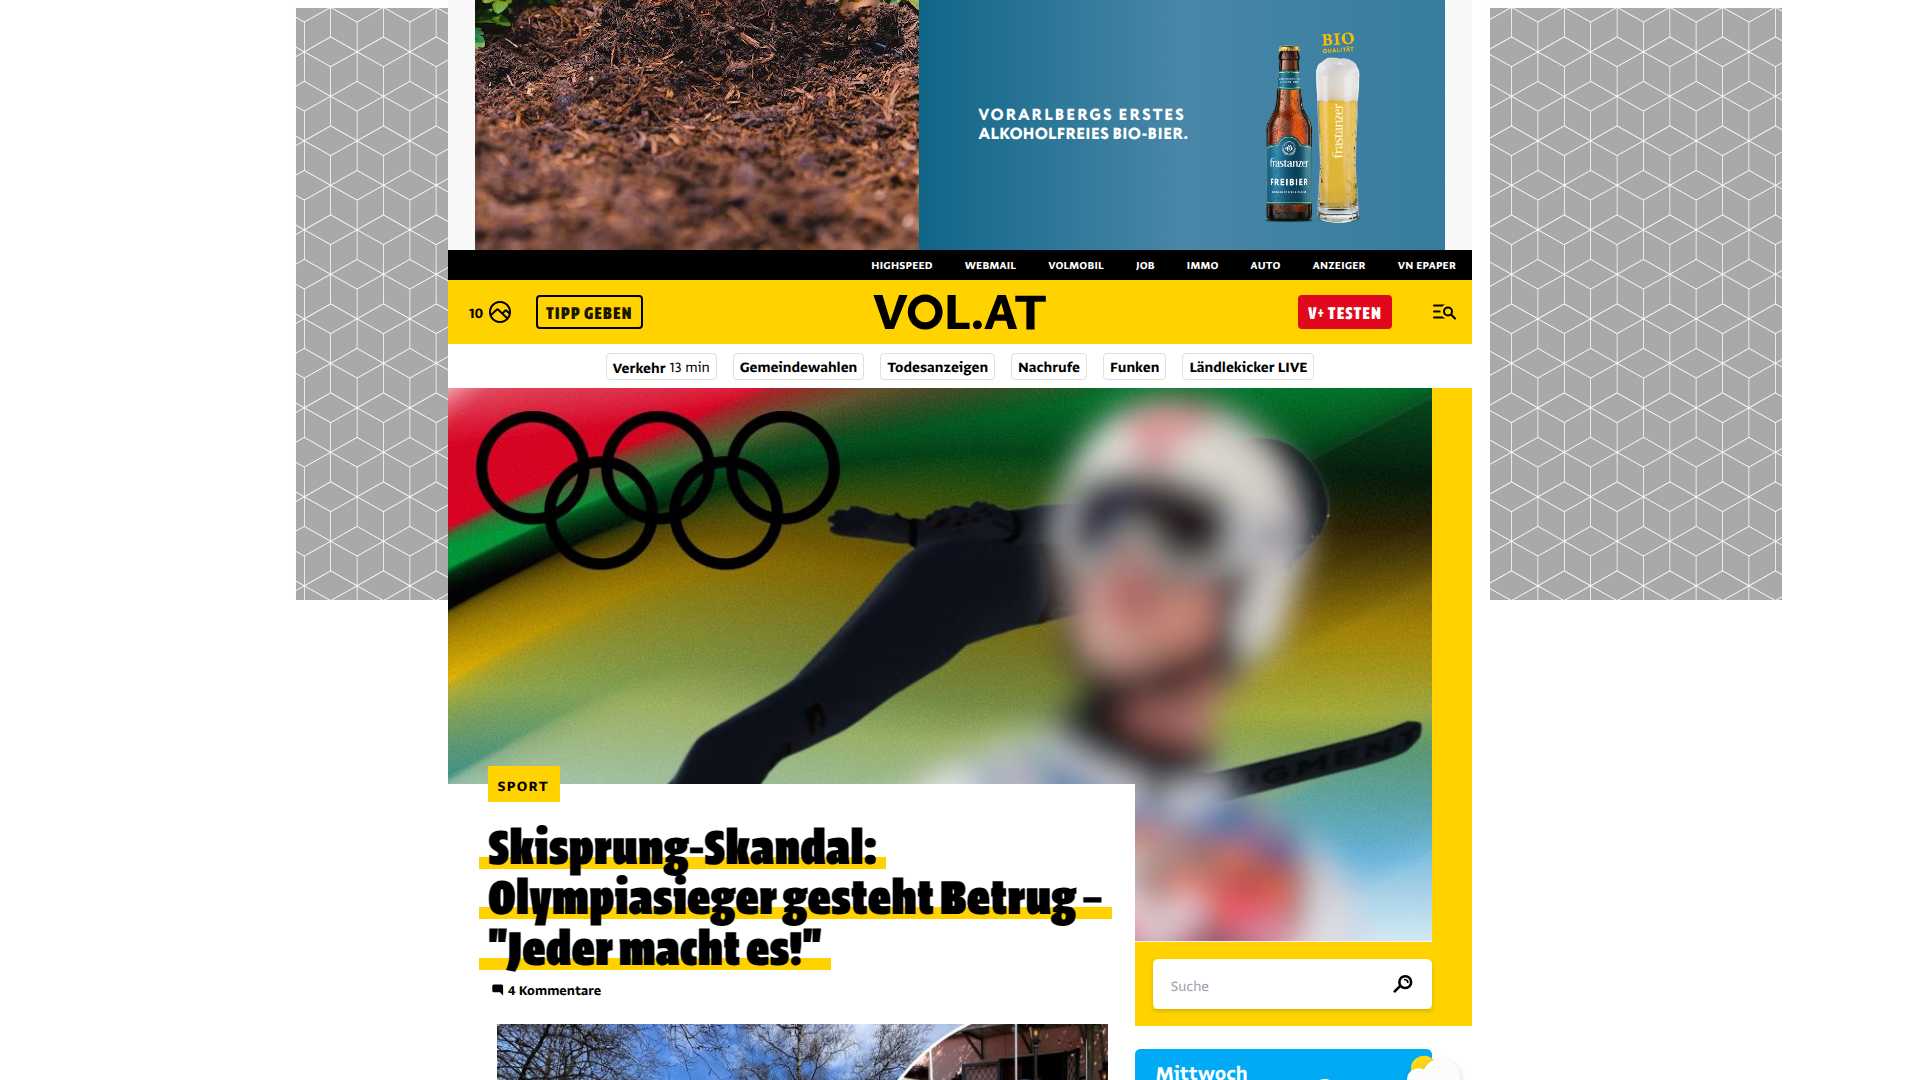 BIO
QUALITÄT
VORARLBERGS ERSTES
ALKOHOLFREIES BIO-BIER.
frastanzer
frastanzer
FREIBIER
HIGHSPEED WEBMAIL VOLMOBIL JOB IMMO AUTO ANZEIGER VN EPAPER
10 TIPP GEBEN VOL.AT V+ TESTEN
Verkehr 13 min Gemeindewahlen Todesanzeigen Nachrufe Funken Ländlekicker LIVE
SPORT
Skisprung-Skandal:
Olympiasieger gesteht Betrug –
"Jeder macht es!"
4 Kommentare
Suche
Mittwoch